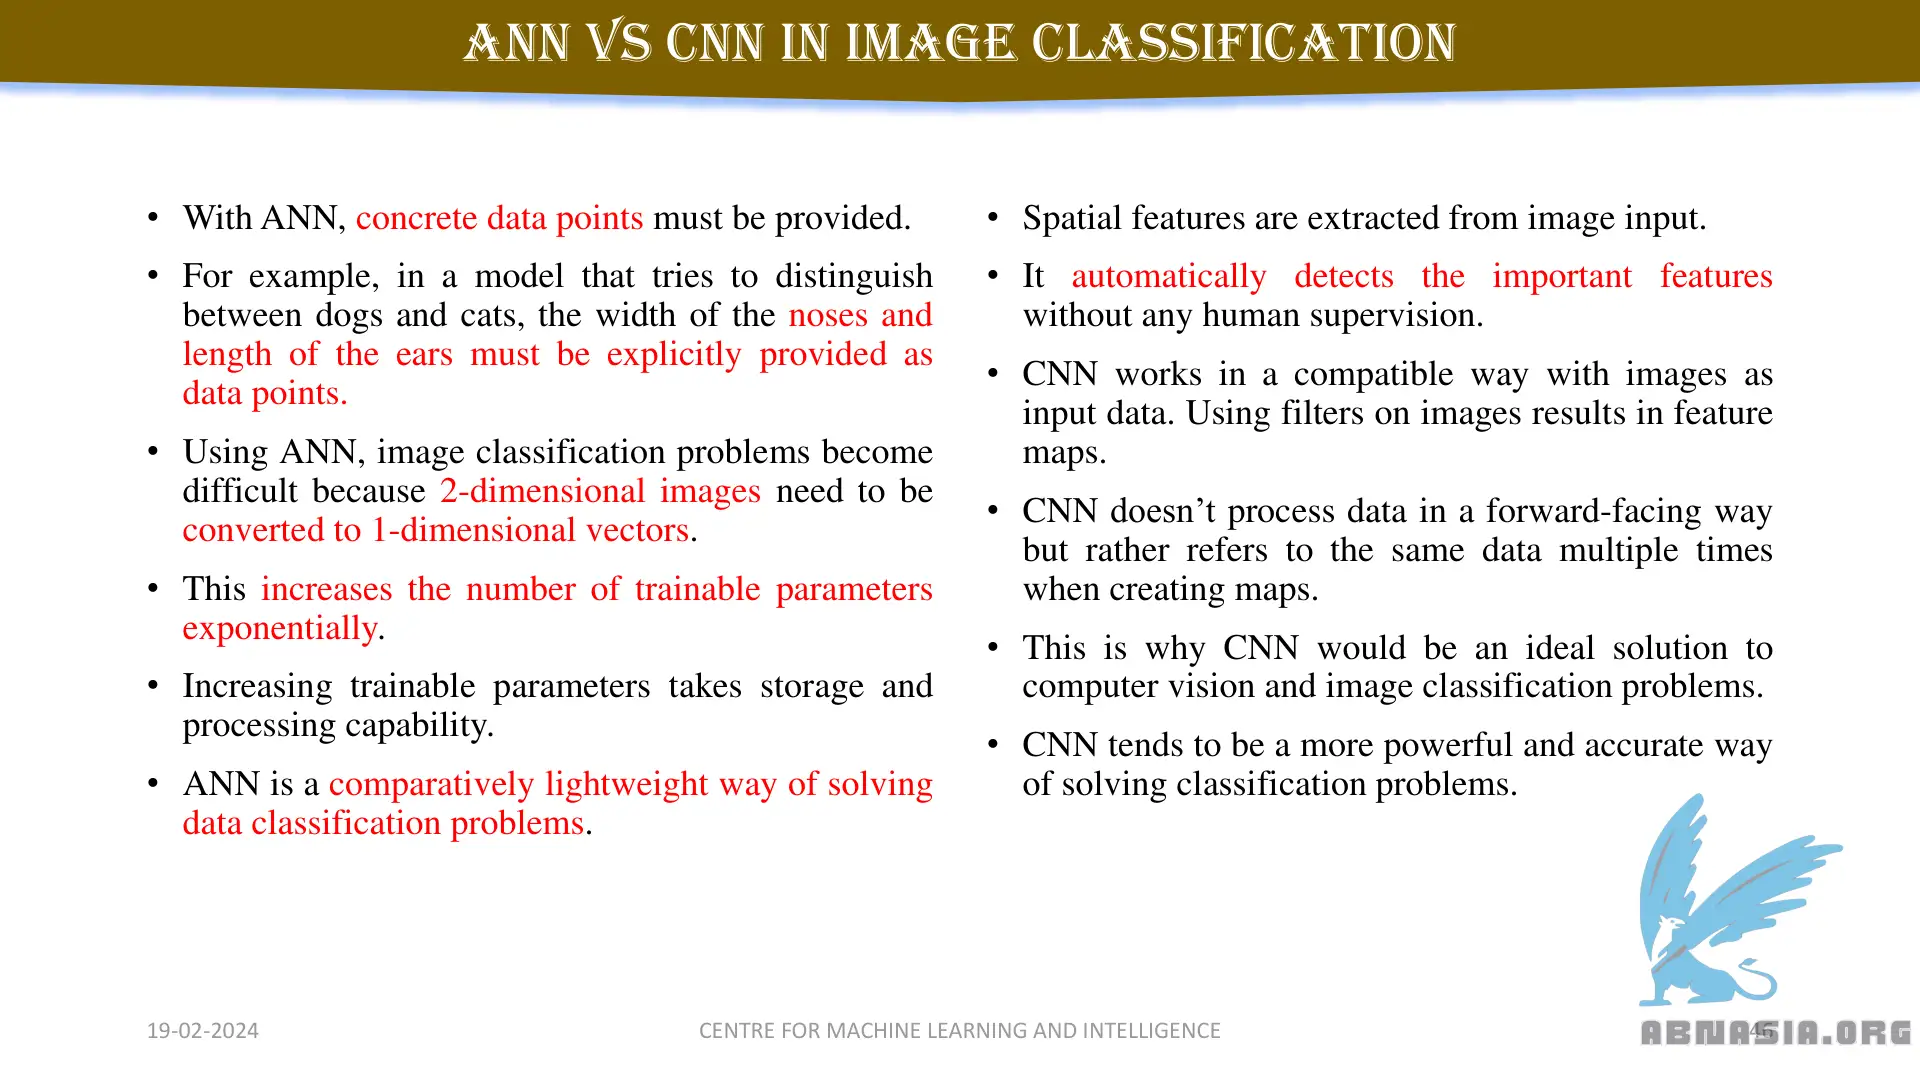 ANN VS CNN IN IMAGE CLASSIFICATION
• With ANN, concrete data points must be provided.
• For example, in a model that tries to distinguish
between dogs and cats, the width of the noses and
length of the ears must be explicitly provided as
data points.
• Using ANN, image classification problems become
difficult because 2-dimensional images need to be
converted to 1-dimensional vectors.
• This increases the number of trainable parameters
exponentially.
• Increasing trainable parameters takes storage and
processing capability.
• ANN is a comparatively lightweight way of solving
data classification problems.
• Spatial features are extracted from image input.
• It automatically detects the important features
without any human supervision.
• CNN works in a compatible way with images as
input data. Using filters on images results in feature
maps.
• CNN doesn’t process data in a forward-facing way
but rather refers to the same data multiple times
when creating maps.
• This is why CNN would be an ideal solution to
computer vision and image classification problems.
• CNN tends to be a more powerful and accurate way
of solving classification problems.
19-02-2024
CENTRE FOR MACHINE LEARNING AND INTELLIGENCE
46
ABNASIA.ORG